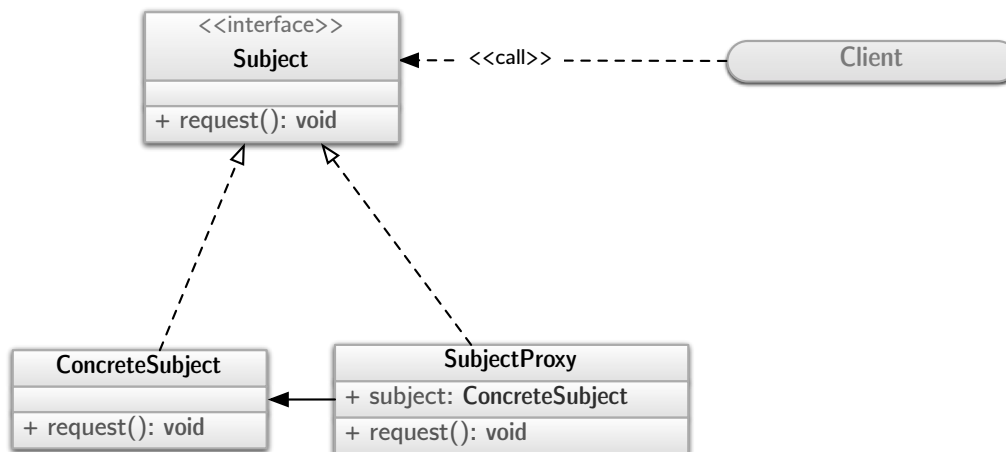 <<interface>>
Subject
+ request(): void
<<call>>
Client
ConcreteSubject
+ request(): void
SubjectProxy
+ subject: ConcreteSubject
+ request(): void